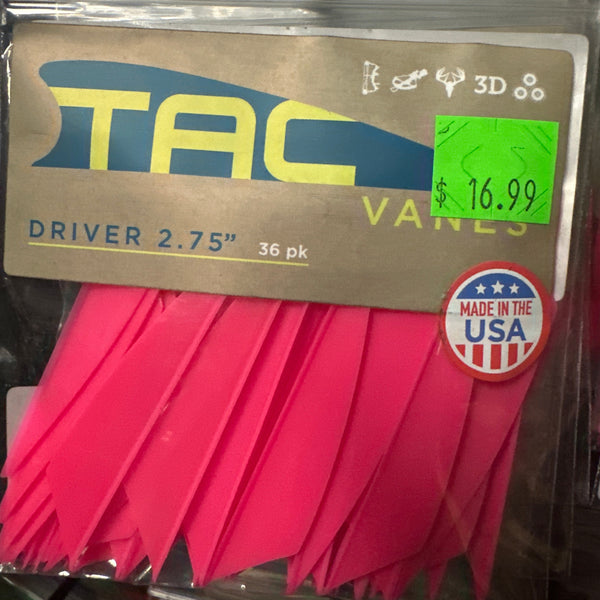 3D
TAC
$ 16.99
VANES
DRIVER 2.75”
36 pk
MADE IN THE
USA